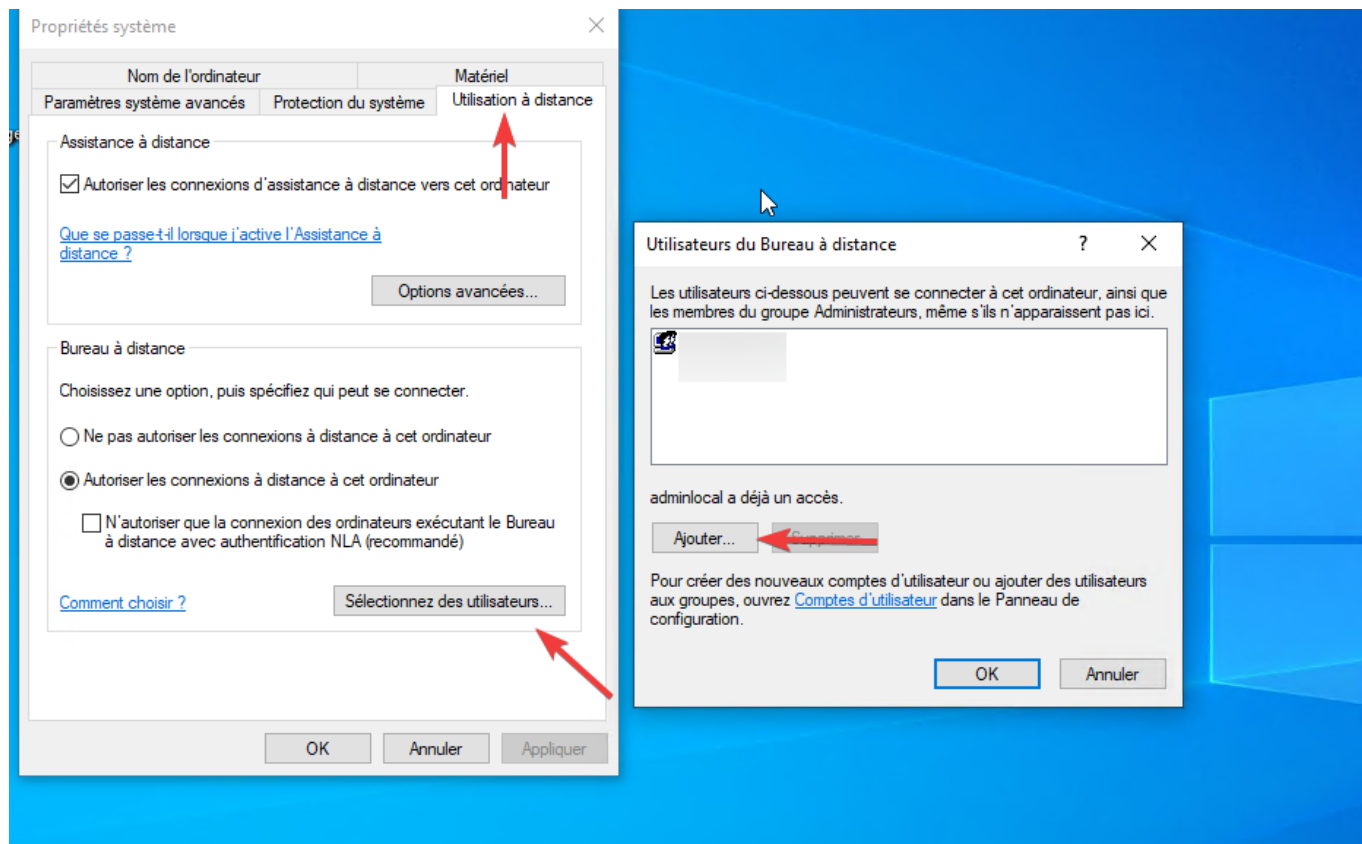 Propriétés système
Nom de l'ordinateur
Matériel
Paramètres système avancés
Protection du système
Utilisation à distance
Assistance à distance
Autoriser les connexions d'assistance à distance vers cet ordinateur
Que se passe-t-il lorsque j'active l'Assistance à
distance ?
Options avancées...
Bureau à distance
Choisissez une option, puis spécifiez qui peut se connecter.
Ne pas autoriser les connexions à distance à cet ordinateur
Autoriser les connexions à distance à cet ordinateur
N'autoriser que la connexion des ordinateurs exécutant le Bureau
à distance avec authentification NLA (recommandé)
Comment choisir ?
Sélectionnez des utilisateurs...
OK
Annuler
Appliquer
Utilisateurs du Bureau à distance
?
Les utilisateurs ci-dessous peuvent se connecter à cet ordinateur, ainsi que
les membres du groupe Administrateurs, même s'ils n'apparaissent pas ici.
adminlocal a déjà un accès.
Ajouter...
Supprimer
Pour créer des nouveaux comptes d'utilisateur ou ajouter des utilisateurs
aux groupes, ouvrez Comptes d'utilisateur dans le Panneau de
configuration.
OK
Annuler